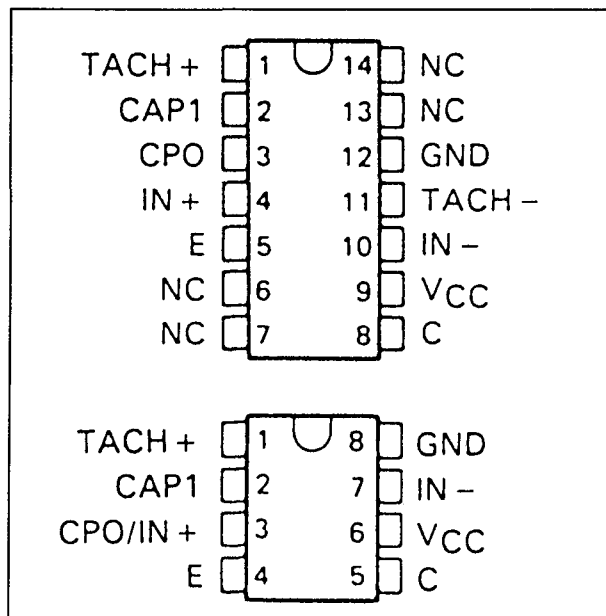 TACH + 1 14 NC
CAP1 2 13 NC
CPO 3 12 GND
IN + 4 11 TACH −
E 5 10 IN −
NC 6 9 VCC
NC 7 8 C
TACH + 1 8 GND
CAP1 2 7 IN −
CPO/IN + 3 6 VCC
E 4 5 C